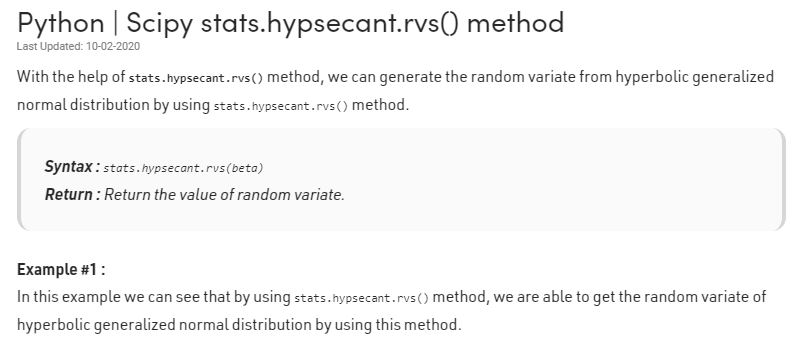 Python | Scipy stats.hypsecant.rvs() method
Last Updated: 10-02-2020
With the help of stats.hypsecant.rvs() method, we can generate the random variate from hyperbolic generalized
normal distribution by using stats.hypsecant.rvs() method.
Syntax : stats.hypsecant.rvs(beta)
Return : Return the value of random variate.
Example #1 :
In this example we can see that by using stats.hypsecant.rvs() method, we are able to get the random variate of
hyperbolic generalized normal distribution by using this method.